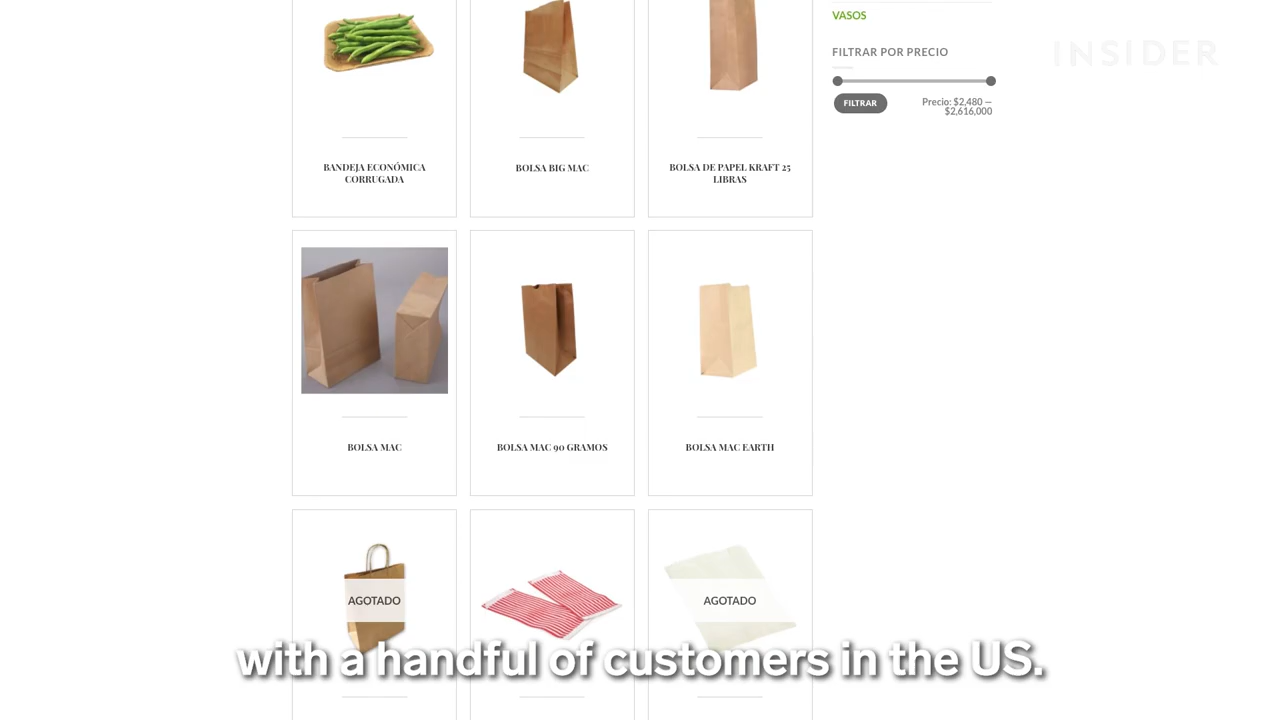 VASOS
FILTRAR POR PRECIO
INSIDER
FILTRAR
Precio: $2,480 —
$2,616,000
BANDEJA ECONÓMICA
CORRUGADA
BOLSA BIG MAC
BOLSA DE PAPEL KRAFT 25
LIBRAS
BOLSA MAC
BOLSA MAC 90 GRAMOS
BOLSA MAC EARTH
AGOTADO
AGOTADO
with a handful of customers in the US.